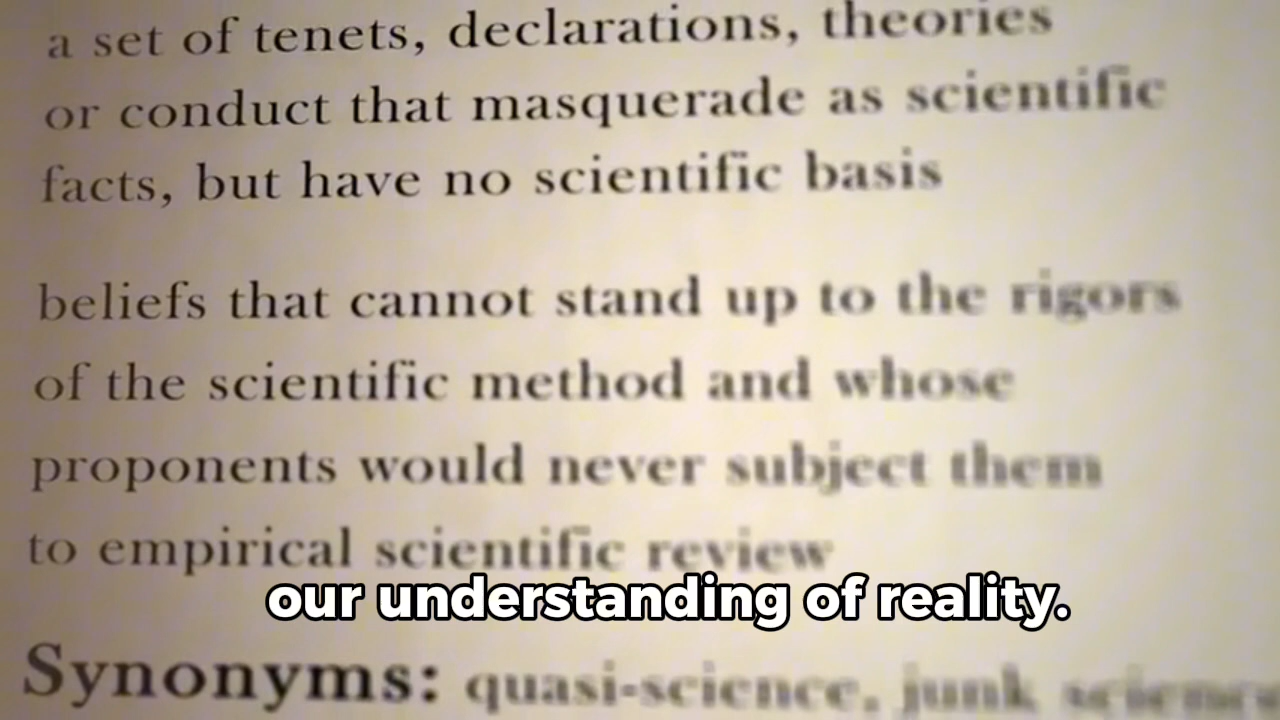 a set of tenets, declarations, theories
or conduct that masquerade as scientific
facts, but have no scientific basis
beliefs that cannot stand up to the rigors
of the scientific method and whose
proponents would never subject them
to empirical scientific review
our understanding of reality.
Synonyms: quasi-science, junk science